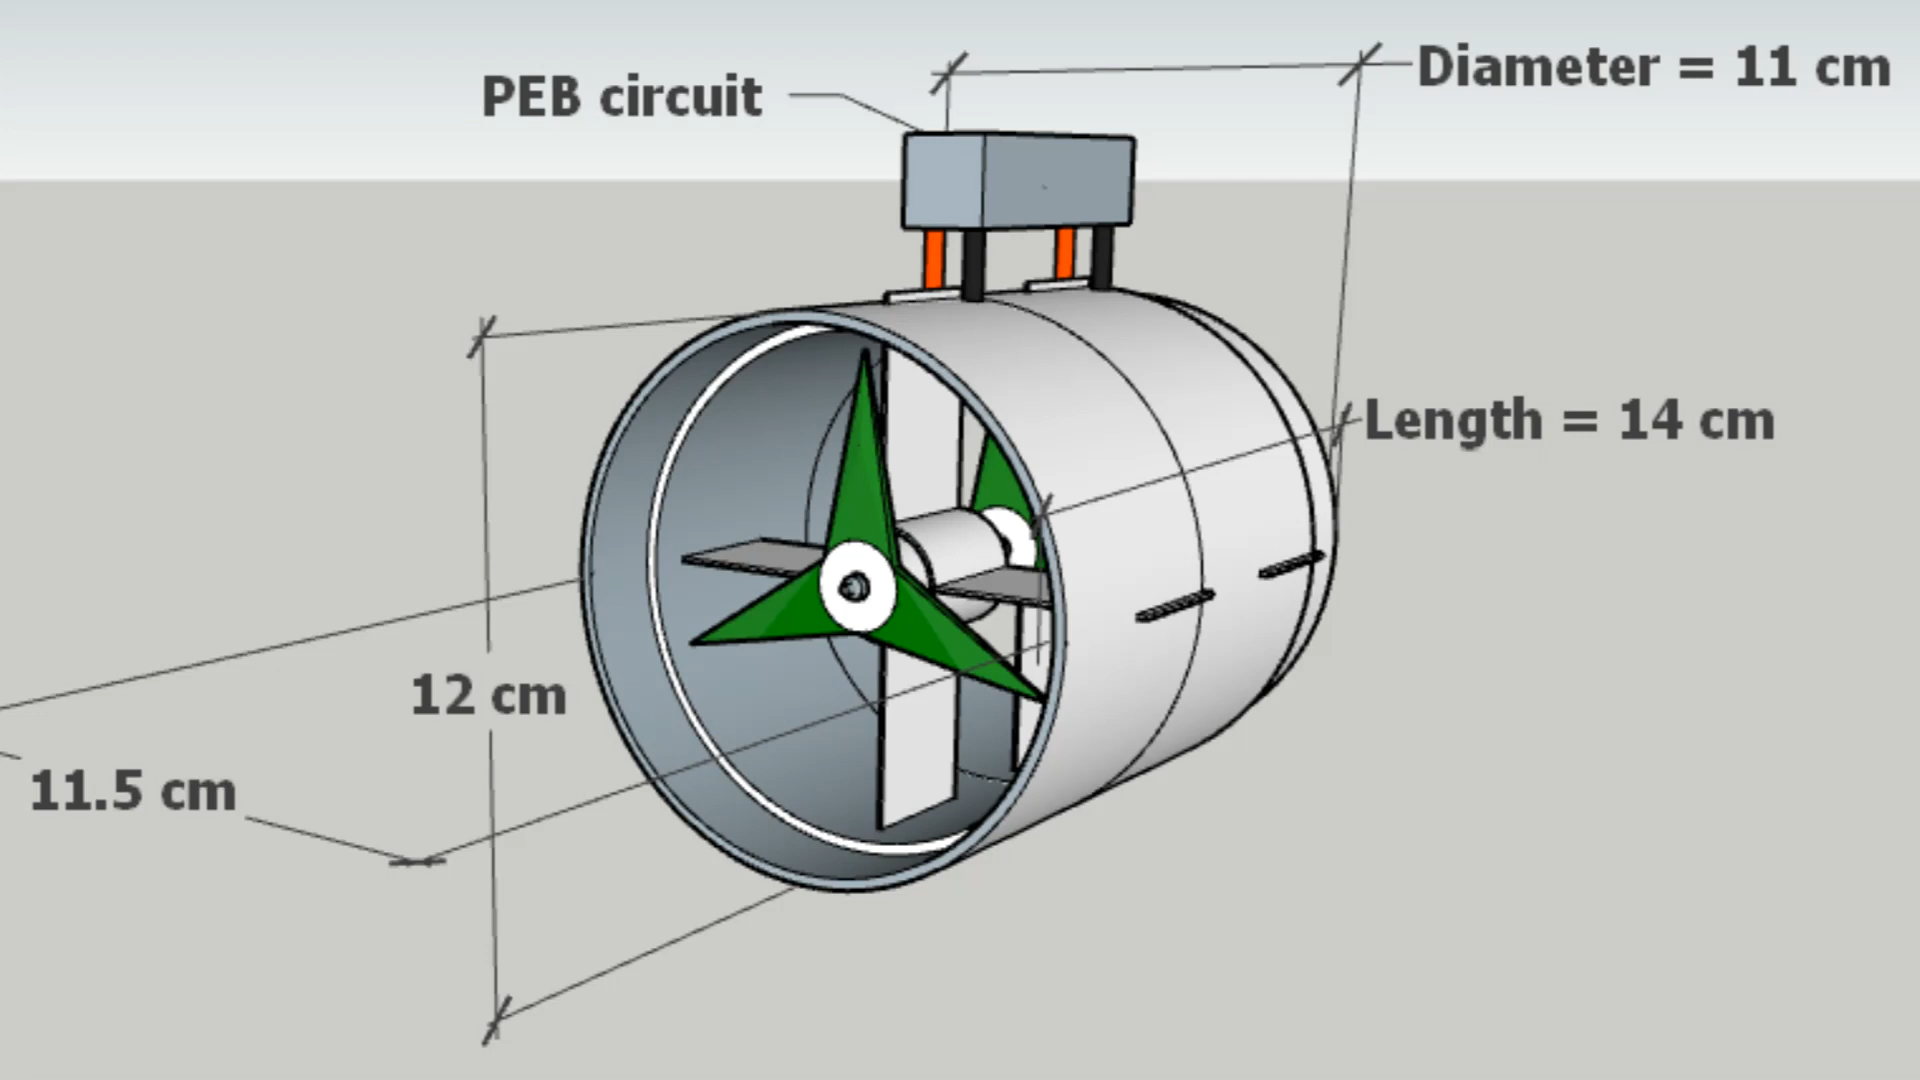 PEB circuit
Diameter = 11 cm
Length = 14 cm
12 cm
11.5 cm